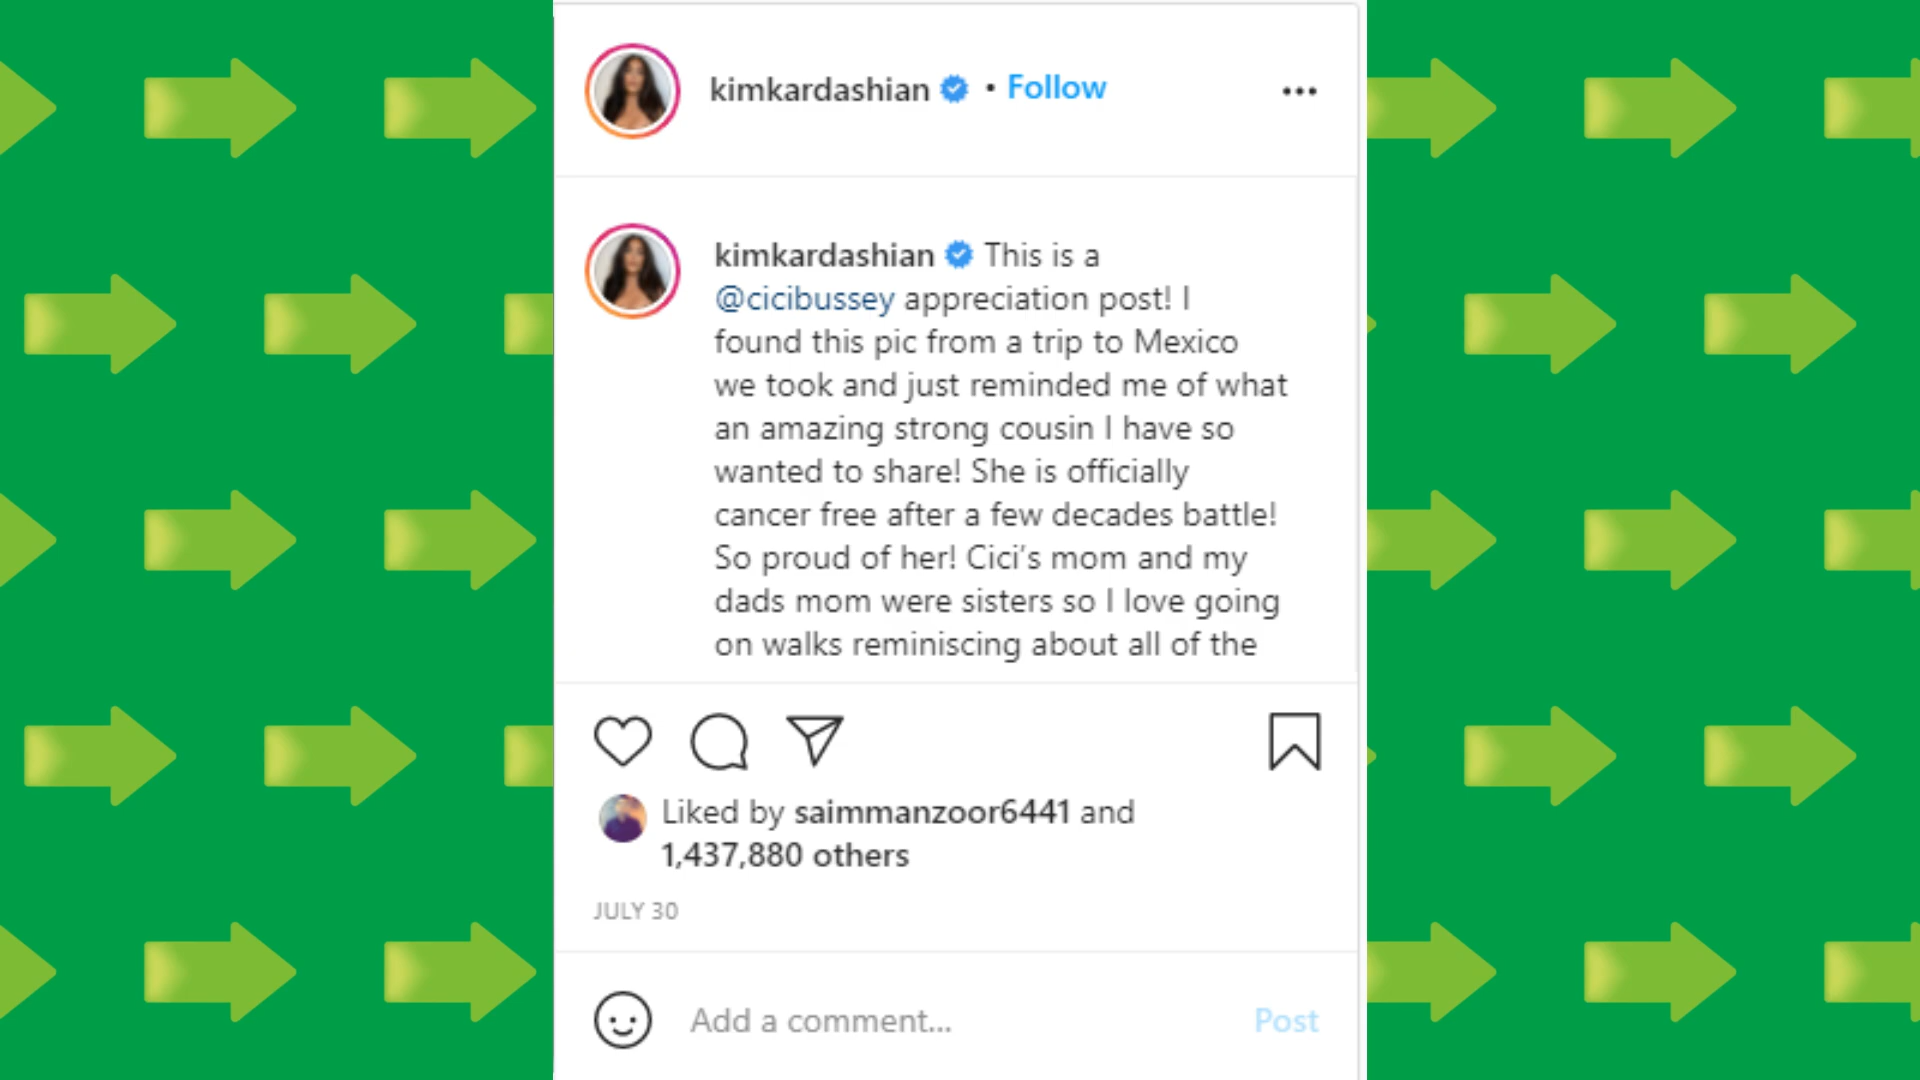 kimkardashian • Follow
kimkardashian This is a
@cicibussey appreciation post! I
found this pic from a trip to Mexico
we took and just reminded me of what
an amazing strong cousin I have so
wanted to share! She is officially
cancer free after a few decades battle!
So proud of her! Cici’s mom and my
dads mom were sisters so I love going
on walks reminiscing about all of the
Liked by saimmanzoor6441 and
1,437,880 others
JULY 30
Add a comment...
Post